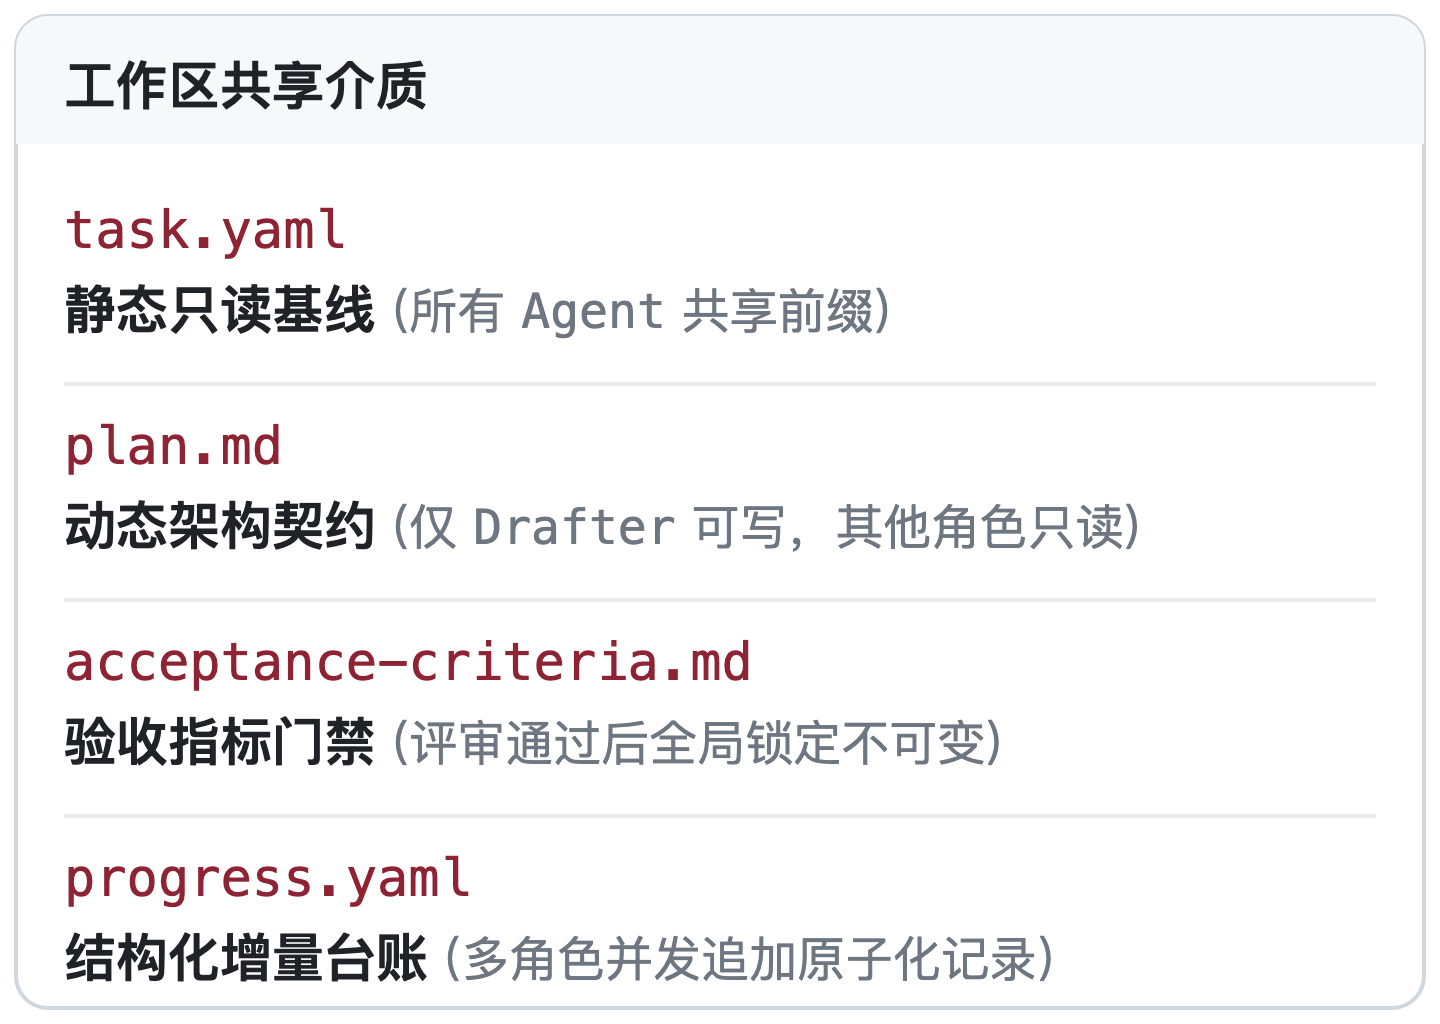 工作区共享介质
task.yaml
静态只读基线 (所有 Agent 共享前缀)
plan.md
动态架构契约 (仅 Drafter 可写，其他角色只读)
acceptance-criteria.md
验收指标门禁 (评审通过后全局锁定不可变)
progress.yaml
结构化增量台账 (多角色并发追加原子化记录)